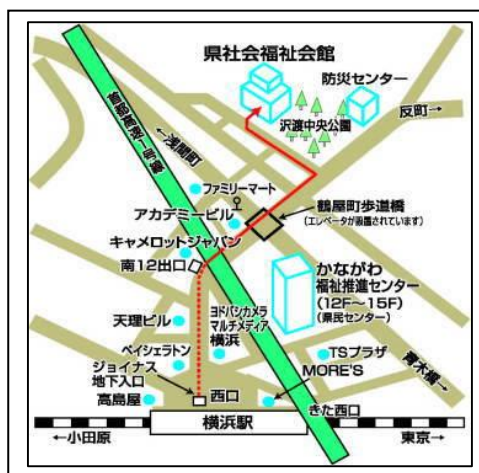 県社会福祉会館
防災センター
反町→
沢渡中央公園
←浅間町
ファミリーマート
アカデミービル
鶴屋町歩道橋
(エレベータが設置されています)
キャメロットジャパン
南12出口
かながわ
福祉推進センター
(12F〜15F)
(県民センター)
天理ビル
ヨドバシカメラ
マルチメディア
横浜
ベイシェラトン
TSプラザ
青木橋→
ジョイナス
地下入口
西口
MORE'S
高島屋
きた西口
横浜駅
←小田原
東京→